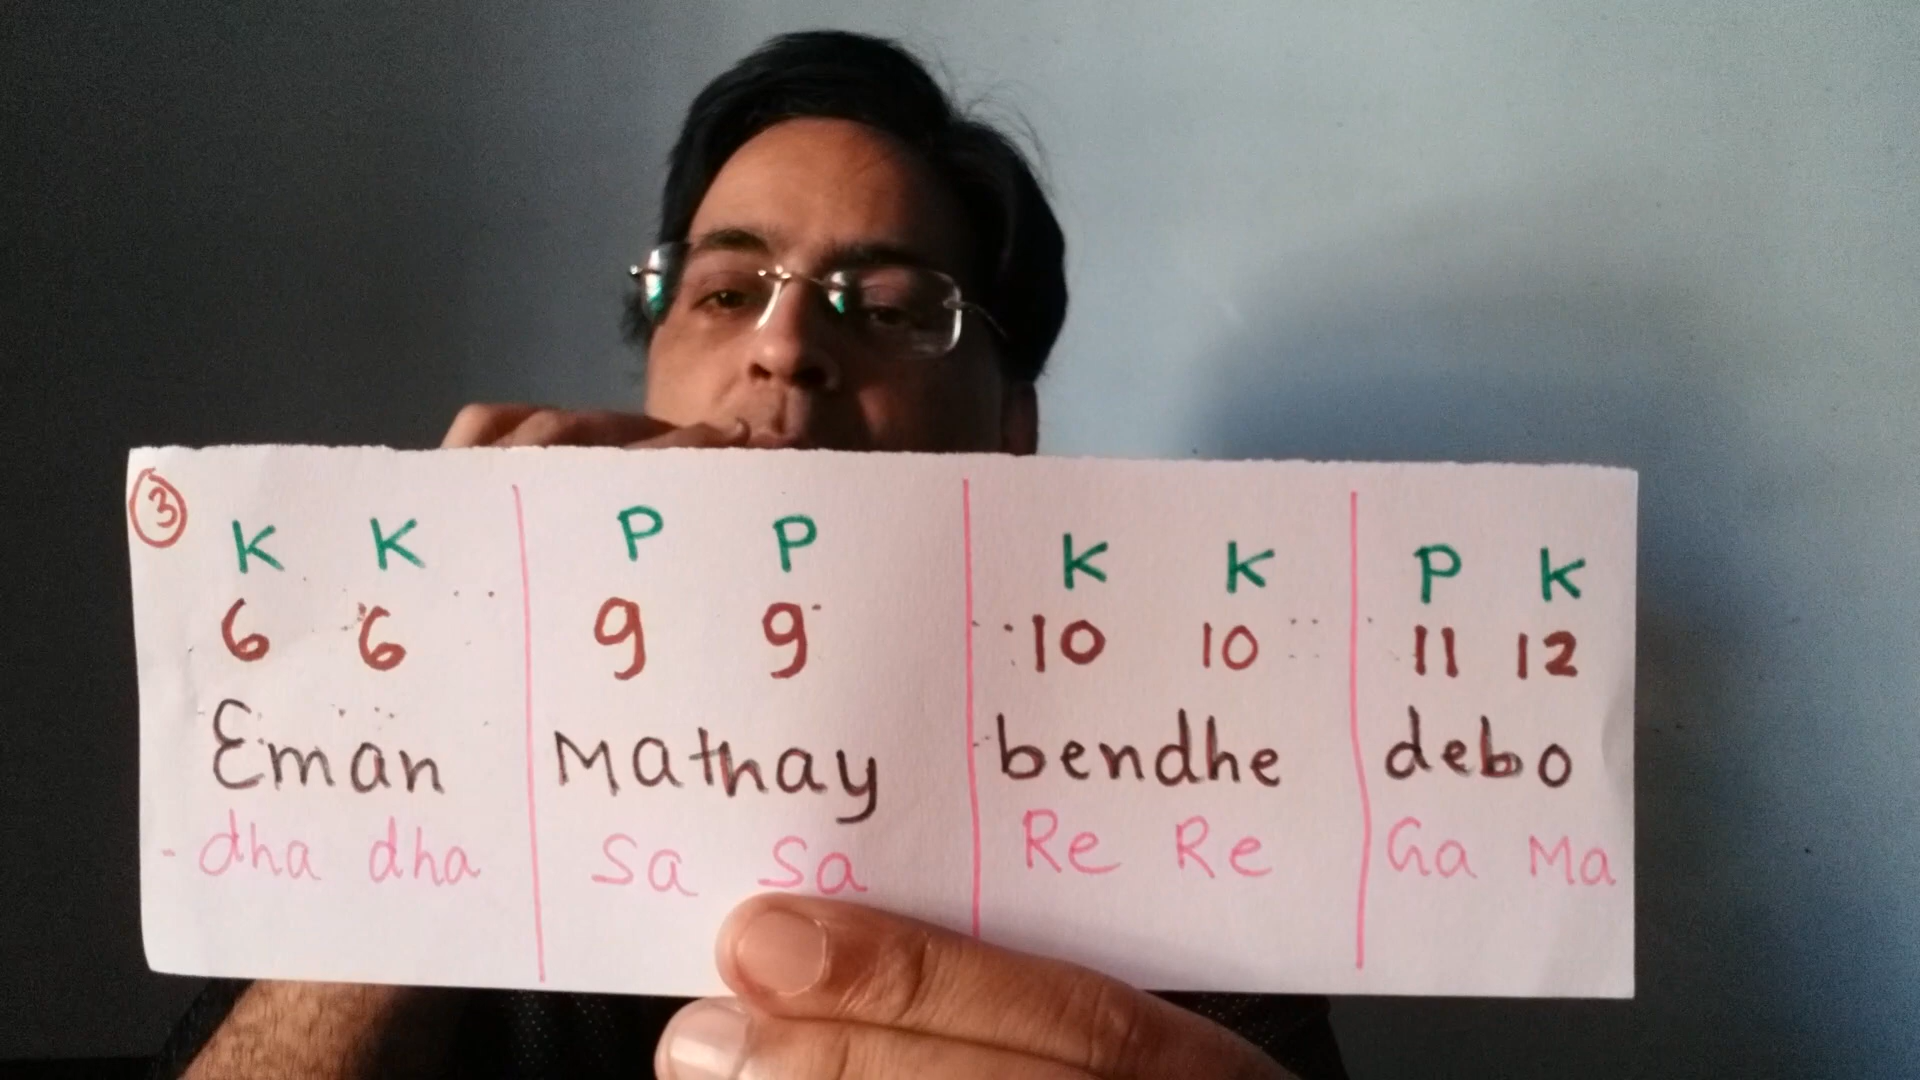 3
K K P P K K P K
6 6 9 9 10 10 11 12
Eman Mathay bendhe debo
dha dha Sa Sa Re Re Ga Ma